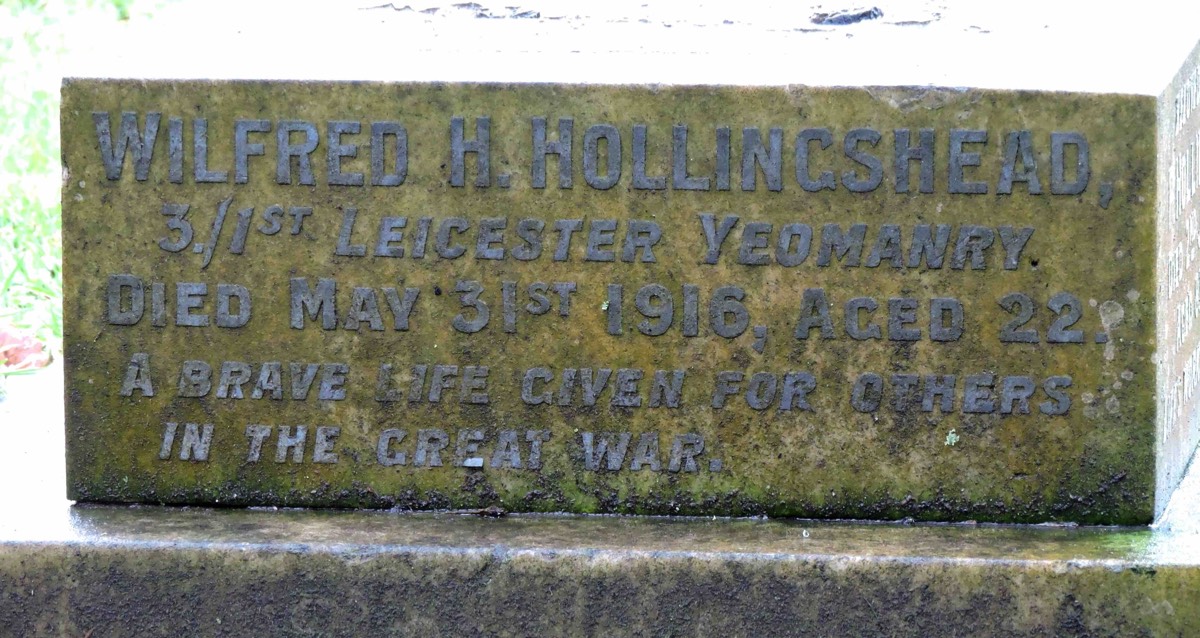 WILFRED H. HOLLINGSHEAD,
3./1ST LEICESTER YEOMANRY.
DIED MAY 31ST 1916, AGED 22.
A BRAVE LIFE GIVEN FOR OTHERS
IN THE GREAT WAR.